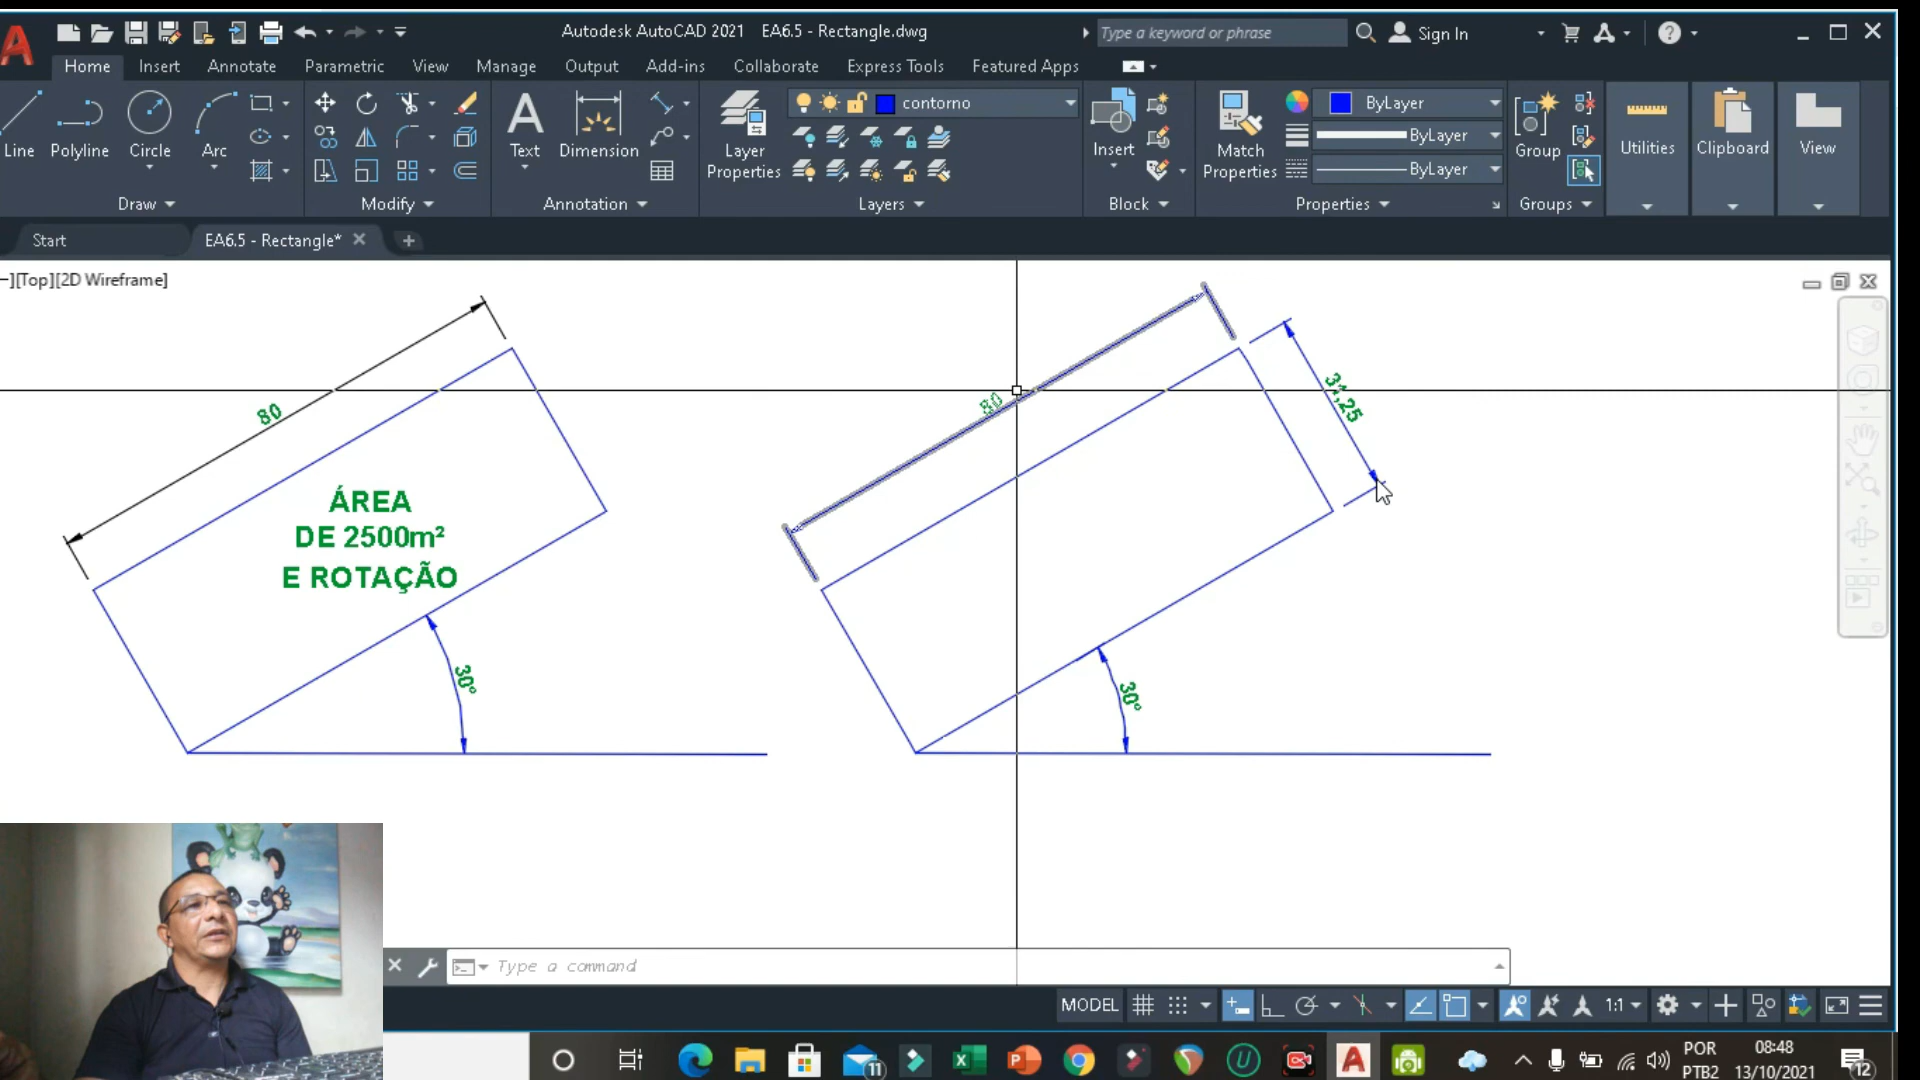 Autodesk AutoCAD 2021 EA6.5 - Rectangle.dwg
Type a keyword or phrase
Sign In
Home Insert Annotate Parametric View Manage Output Add-ins Collaborate Express Tools Featured Apps
Line Polyline Circle Arc
Draw
Modify
Text Dimension
Annotation
Layer Properties
contorno
Layers
Insert
Block
Match Properties
ByLayer
ByLayer
ByLayer
Properties
Group
Groups
Utilities
Clipboard
View
Start
EA6.5 - Rectangle*
−][Top][2D Wireframe]
80
ÁREA
DE 2500m²
E ROTAÇÃO
30°
80
31,25
30°
Type a command
MODEL
1:1
11
POR
PTB2
08:48
13/10/2021
12